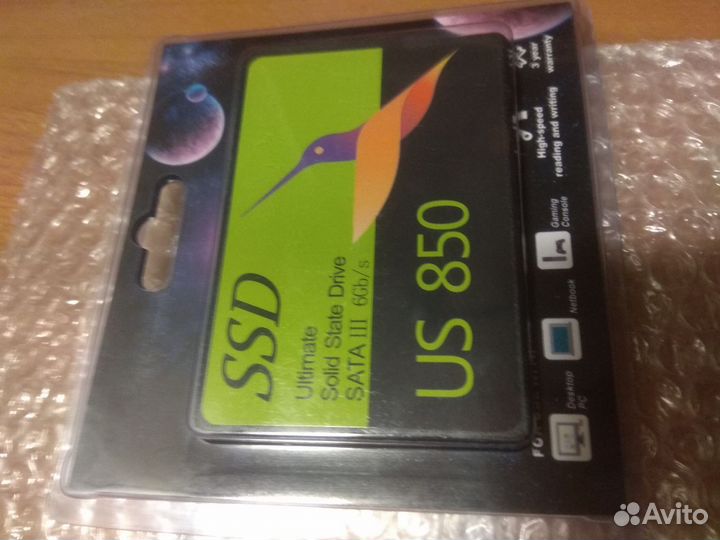 SSD
Ultimate
Solid State Drive
SATA III 6Gb/s
US 850
3 year
warranty
High-speed
reading and writing
Gaming
Console
Netbook
Desktop
PC
Avito